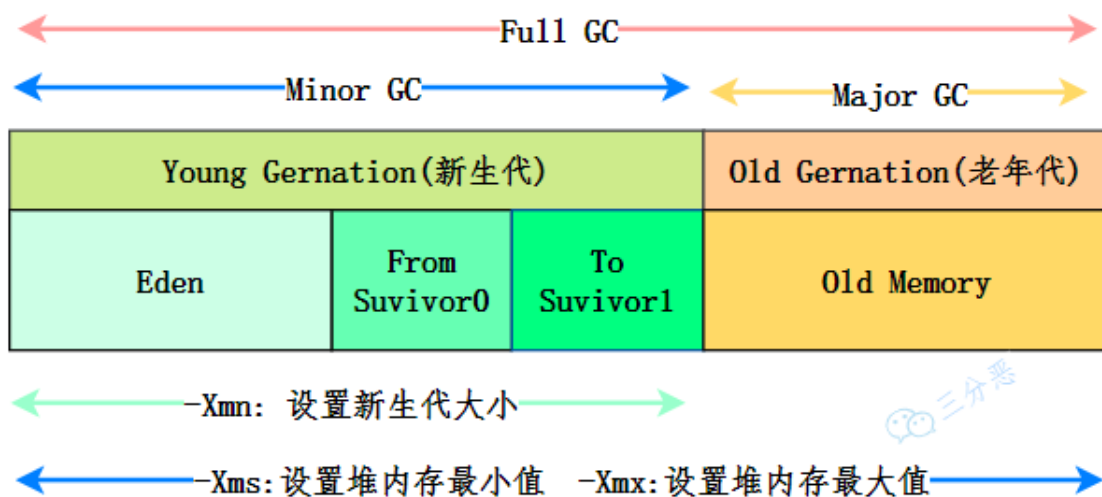 Full GC
Minor GC
Major GC
Young Gernation(新生代)
Old Gernation(老年代)
Eden
From
Suvivor0
To
Suvivor1
Old Memory
三分恶
-Xmn: 设置新生代大小
-Xms:设置堆内存最小值 -Xmx:设置堆内存最大值